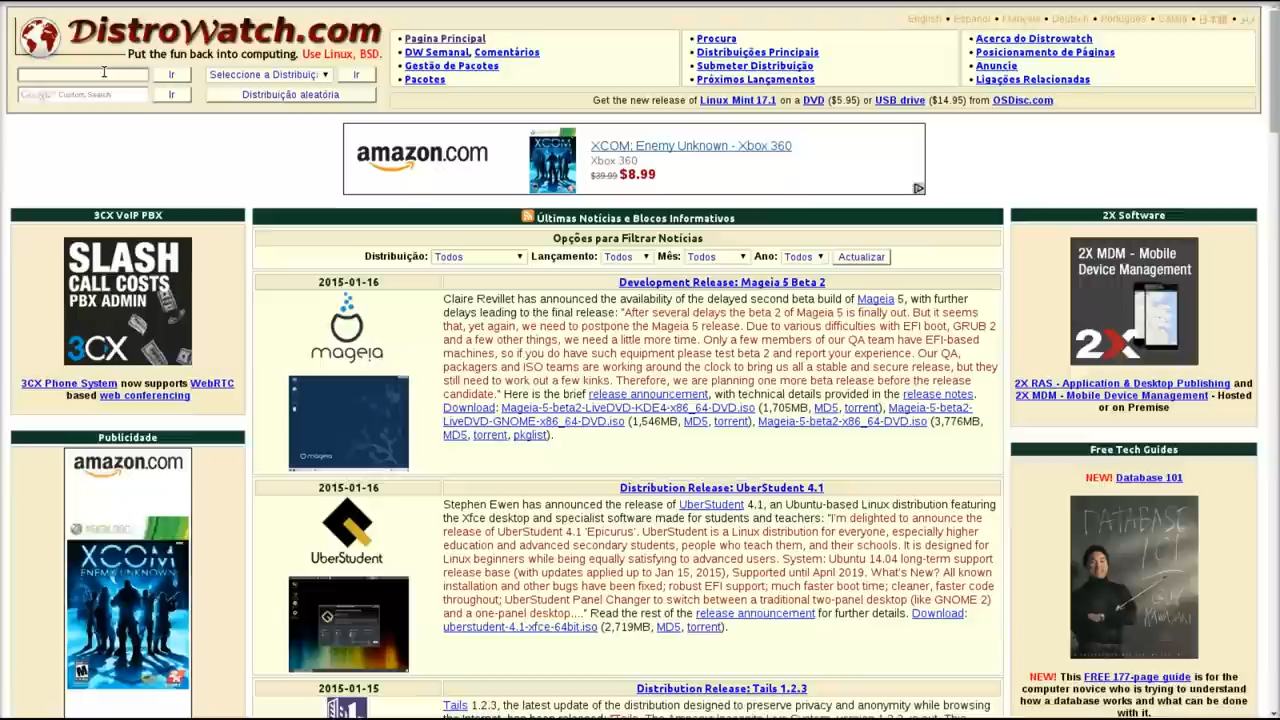 DistroWatch.com
Put the fun back into computing. Use Linux, BSD.
English • Español • Français • Deutsch • Português • Català • 日本語 •
• Pagina Principal
• DW Semanal, Comentários
• Gestão de Pacotes
• Pacotes
• Procura
• Distribuições Principais
• Submeter Distribuição
• Próximos Lançamentos
• Acerca do Distrowatch
• Posicionamento de Páginas
• Anuncie
• Ligações Relacionadas
Ir
Seleccione a Distribuiç
Ir
Google Custom Search
Ir
Distribuição aleatória
Get the new release of Linux Mint 17.1 on a DVD ($5.95) or USB drive ($14.95) from OSDisc.com
amazon.com
XCOM
XCOM: Enemy Unknown - Xbox 360
Xbox 360
$39.99 $8.99
3CX VoIP PBX
SLASH
CALL COSTS
PBX ADMIN
3CX
3CX Phone System now supports WebRTC
based web conferencing
Publicidade
amazon.com
XBOX 360
XCOM
ENEMY UNKNOWN
Últimas Notícias e Blocos Informativos
Opções para Filtrar Notícias
Distribuição: Todos Lançamento: Todos Mês: Todos Ano: Todos Actualizar
2015-01-16
Development Release: Mageia 5 Beta 2
mageia
mageia
Claire Revillet has announced the availability of the delayed second beta build of Mageia 5, with further
delays leading to the final release: "After several delays the beta 2 of Mageia 5 is finally out. But it seems
that, yet again, we need to postpone the Mageia 5 release. Due to various difficulties with EFI boot, GRUB 2
and a few other things, we need a little more time. Only a few members of our QA team have EFI-based
machines, so if you do have such equipment please test beta 2 and report your experience. Our QA,
packagers and ISO teams are working around the clock to bring us all a stable and secure release, but they
still need to work out a few kinks. Therefore, we are planning one more beta release before the release
candidate." Here is the brief release announcement, with technical details provided in the release notes.
Download: Mageia-5-beta2-LiveDVD-KDE4-x86_64-DVD.iso (1,705MB, MD5, torrent), Mageia-5-beta2-
LiveDVD-GNOME-x86_64-DVD.iso (1,546MB, MD5, torrent), Mageia-5-beta2-x86_64-DVD.iso (3,776MB,
MD5, torrent, pkglist).
2015-01-16
Distribution Release: UberStudent 4.1
UberStudent
Stephen Ewen has announced the release of UberStudent 4.1, an Ubuntu-based Linux distribution featuring
the Xfce desktop and specialist software made for students and teachers: "I'm delighted to announce the
release of UberStudent 4.1 'Epicurus'. UberStudent is a Linux distribution for everyone, especially higher
education and advanced secondary students, people who teach them, and their schools. It is designed for
Linux beginners while being equally satisfying to advanced users. System: Ubuntu 14.04 long-term support
release base (with updates applied up to Jan 15, 2015), Supported until April 2019. What's New? All known
installation and other bugs have been fixed; robust EFI support; much faster boot time; cleaner, faster code
throughout; UberStudent Panel Changer to switch between a traditional two-panel desktop (like GNOME 2)
and a one-panel desktop...." Read the rest of the release announcement for further details. Download:
uberstudent-4.1-xfce-64bit.iso (2,719MB, MD5, torrent).
2015-01-15
Distribution Release: Tails 1.2.3
Tails 1.2.3, the latest update of the distribution designed to preserve privacy and anonymity while browsing
2X Software
2X MDM - Mobile
Device Management
2X
2X RAS - Application & Desktop Publishing and
2X MDM - Mobile Device Management - Hosted
or on Premise
Free Tech Guides
NEW! Database 101
DATABASE
NEW! This FREE 177-page guide is for the
computer novice who is trying to understand
how a database works and what can be done
with it.